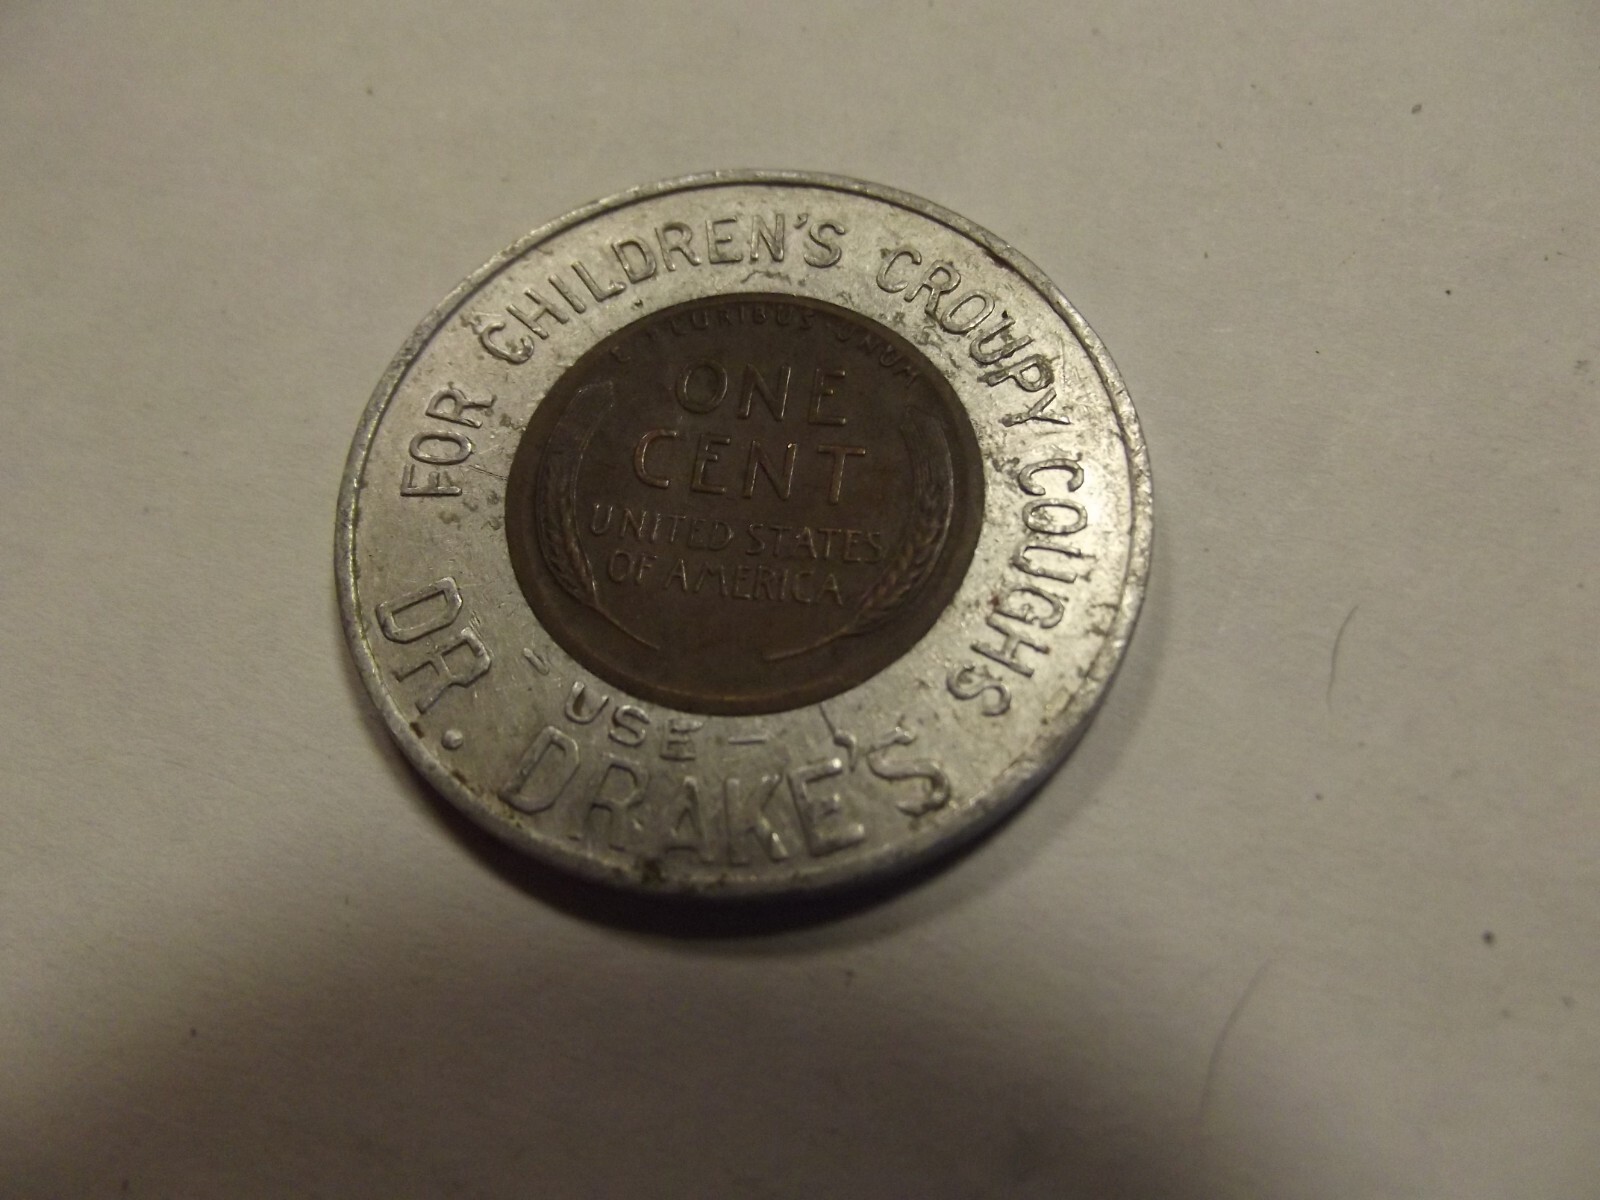 FOR CHILDREN'S CROUPY COUGHS
E PLURIBUS UNUM
ONE
CENT
UNITED STATES
OF AMERICA
USE-
DR. DRAKE'S